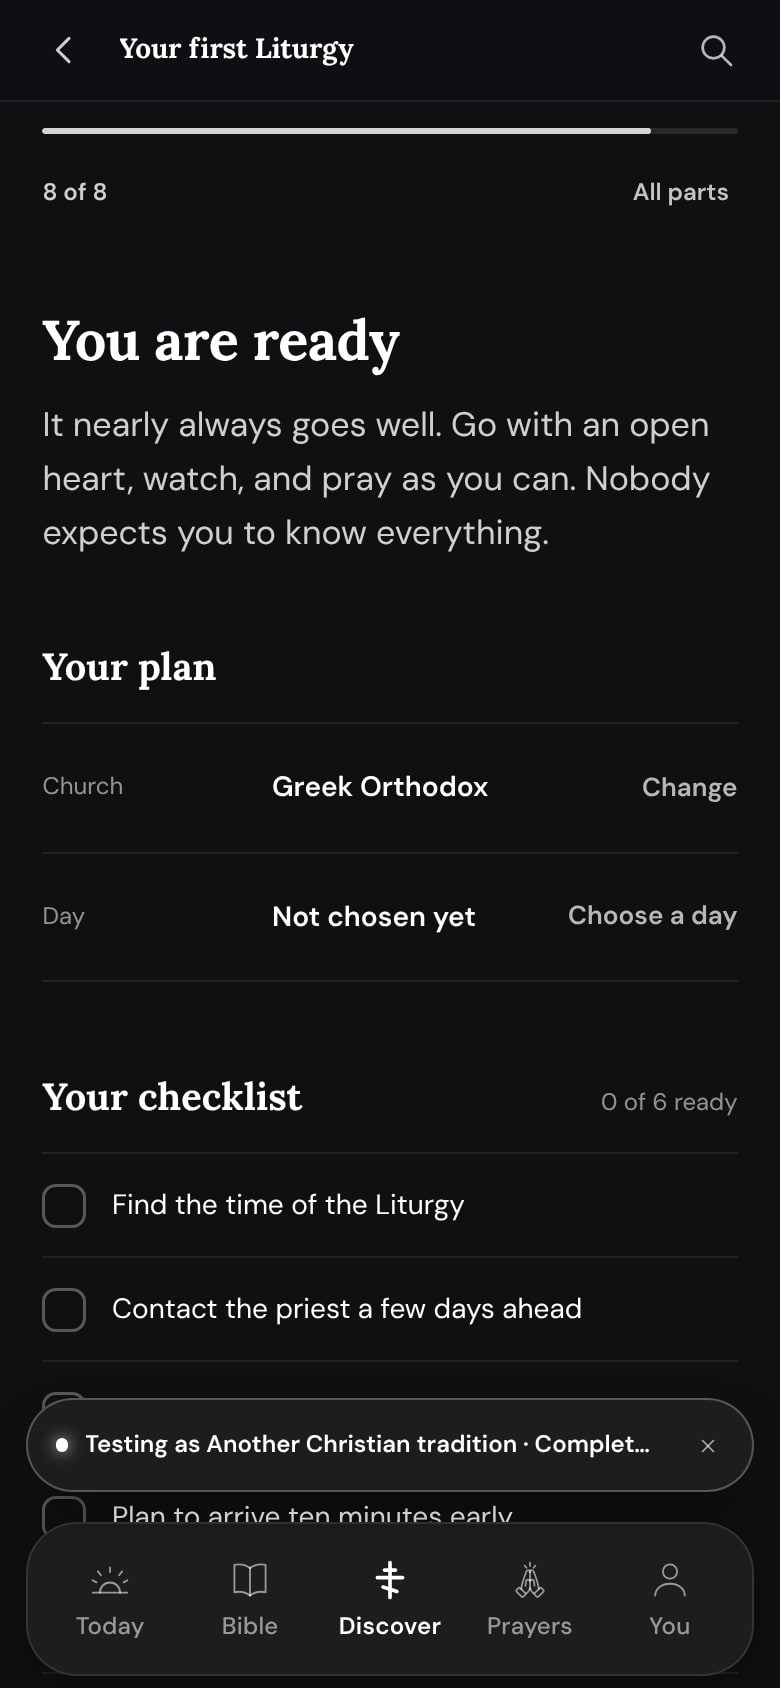 Your first Liturgy
8 of 8
All parts
You are ready
It nearly always goes well. Go with an open
heart, watch, and pray as you can. Nobody
expects you to know everything.
Your plan
Church
Greek Orthodox
Change
Day
Not chosen yet
Choose a day
Your checklist
0 of 6 ready
Find the time of the Liturgy
Contact the priest a few days ahead
Testing as Another Christian tradition · Complet...
Plan to arrive ten minutes early
Today
Bible
Discover
Prayers
You